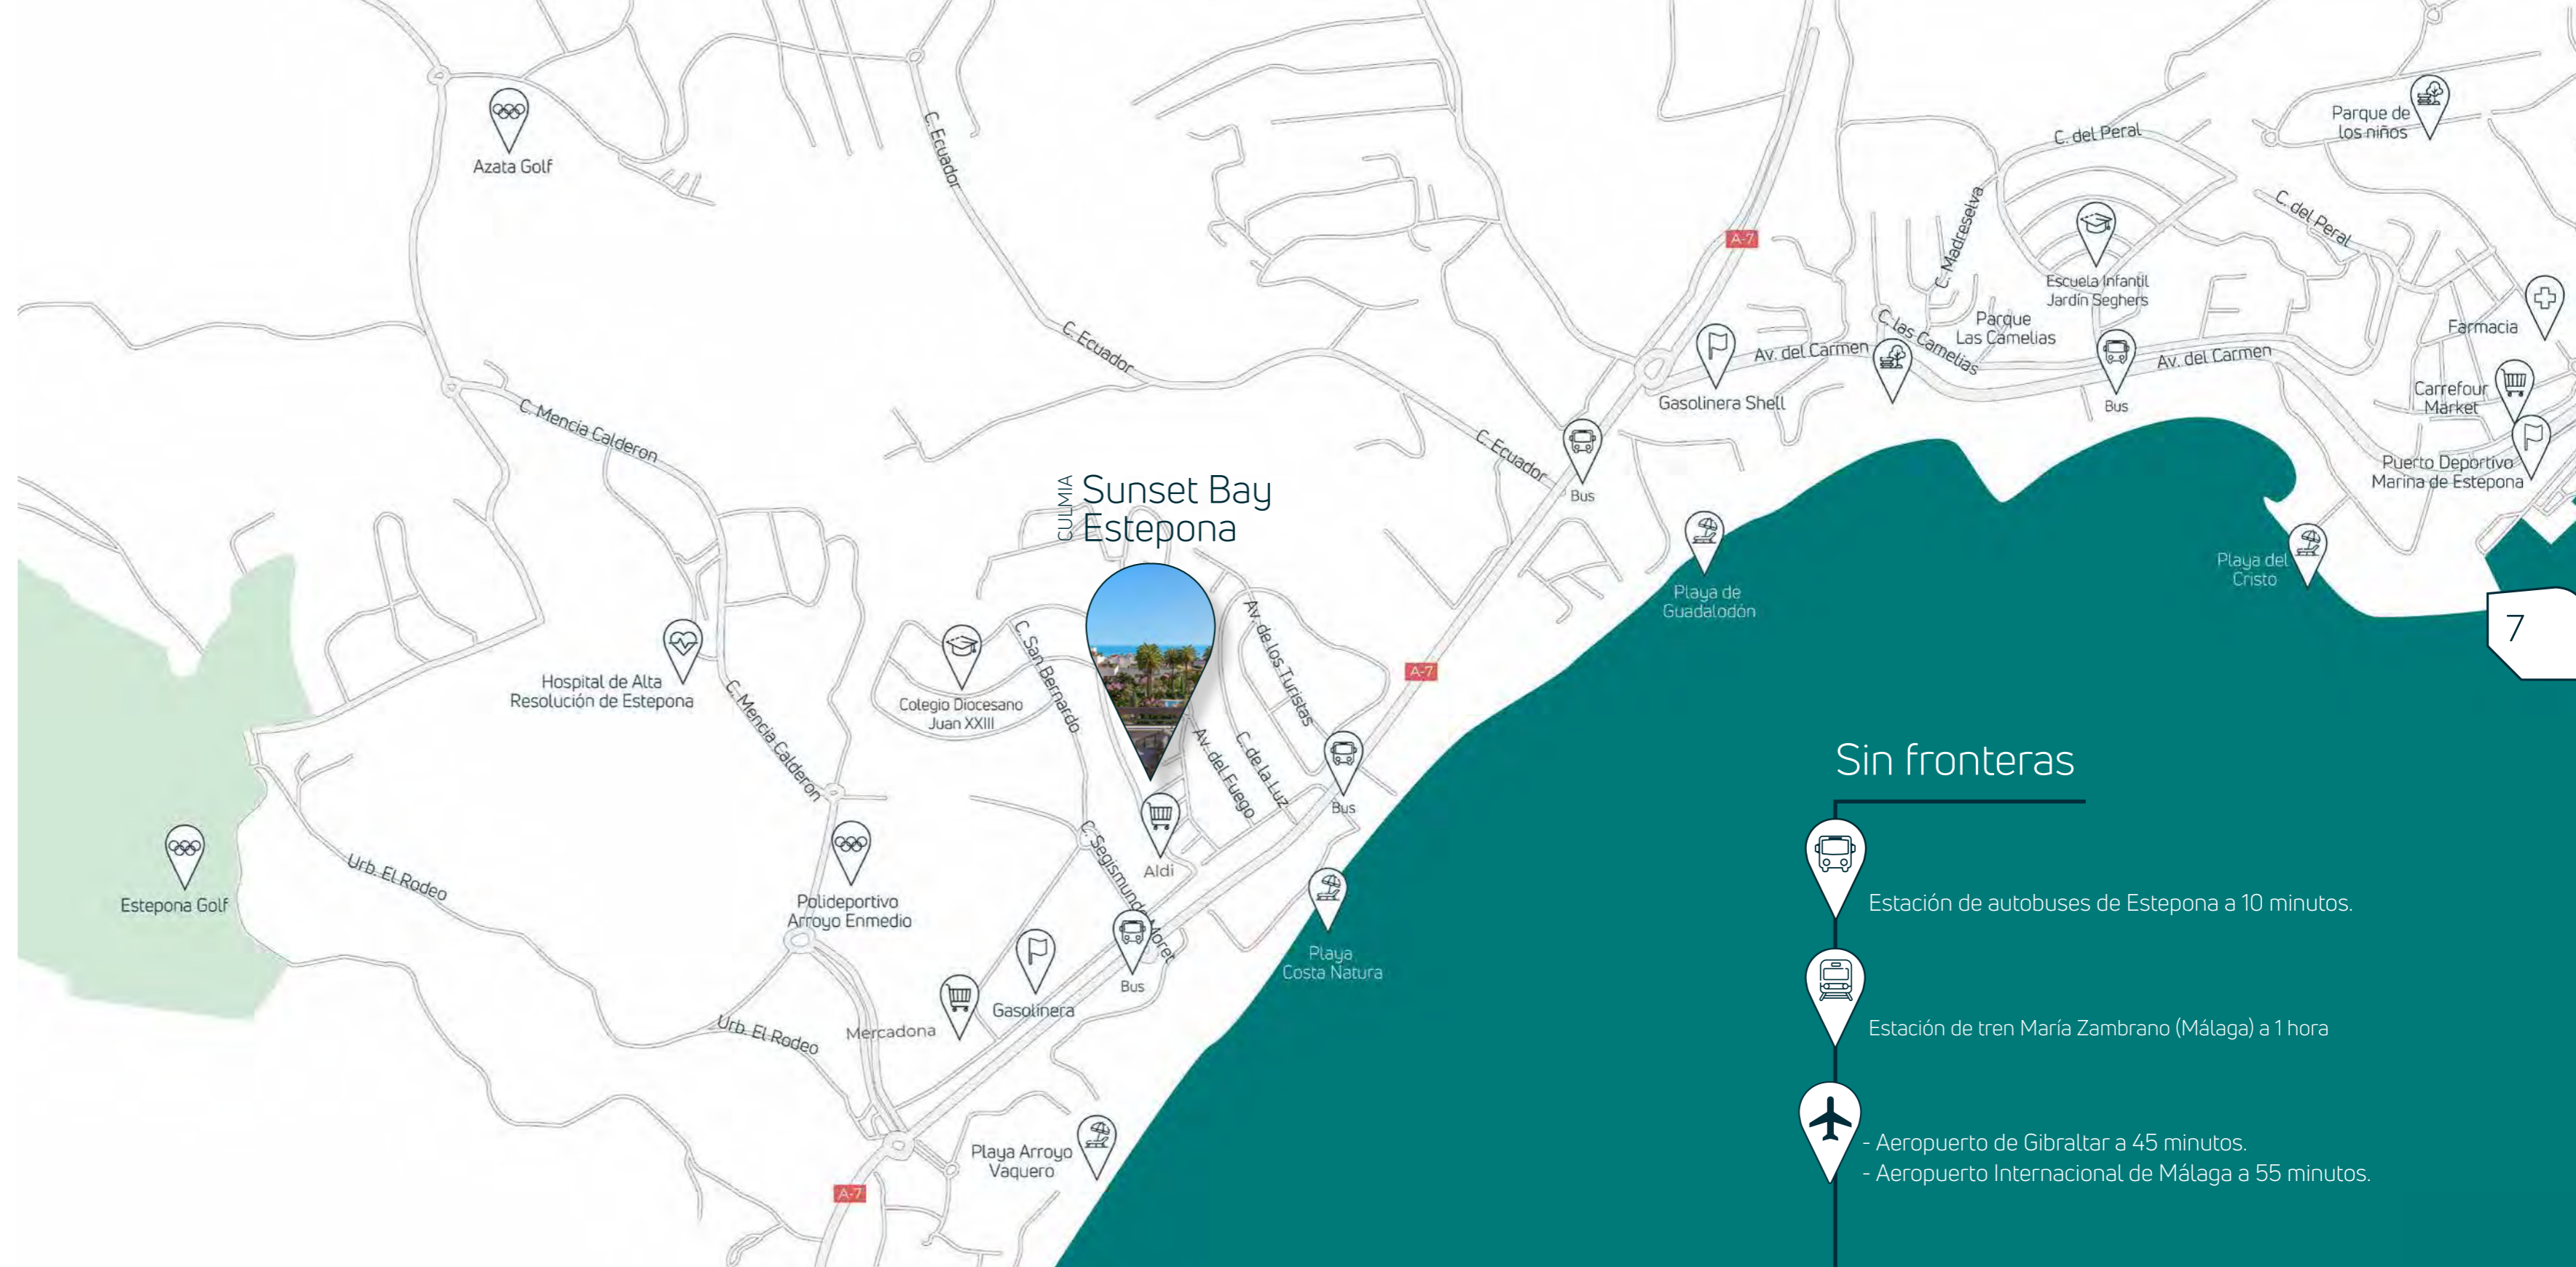 Azata Golf
C. Ecuador
C. Ecuador
C. Ecuador
A-7
C. del Peral
Parque de
los niños
C. Madreselva
C. del Peral
Escuela Infantil
Jardín Seghers
Parque
Las Camelias
C. las Camelias
Av. del Carmen
Av. del Carmen
Farmacia
Gasolinera Shell
Bus
Carrefour
Market
Puerto Deportivo
Marina de Estepona
C. Mencia Calderon
Bus
CULMIA
Sunset Bay
Estepona
Playa del
Cristo
Playa de
Guadalodón
7
A-7
Hospital de Alta
Resolución de Estepona
C. Mencia Calderon
Colegio Diocesano
Juan XXIII
C. San Bernardo
Av. de los Turistas
Av. del Fuego
C. de la Luz
Bus
Aldi
C. Segismundo Moret
Estepona Golf
Urb. El Rodeo
Polideportivo
Arroyo Enmedio
Playa
Costa Natura
Bus
Gasolinera
Mercadona
Urb. El Rodeo
Playa Arroyo
Vaquero
A-7
Sin fronteras
Estación de autobuses de Estepona a 10 minutos.
Estación de tren María Zambrano (Málaga) a 1 hora
- Aeropuerto de Gibraltar a 45 minutos.
- Aeropuerto Internacional de Málaga a 55 minutos.